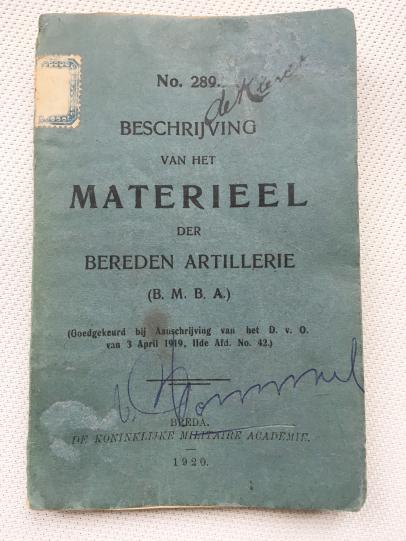 No. 289.
de
BESCHRIJVING
VAN HET
MATERIEEL
DER
BEREDEN ARTILLERIE
(B. M. B. A.)
(Goedgekeurd bij Aanschrijving van het D. v. O.
van 3 April 1919, IIde Afd. No. 42.)
BREDA.
DE KONINKLIJKE MILITAIRE ACADEMIE.
1920.